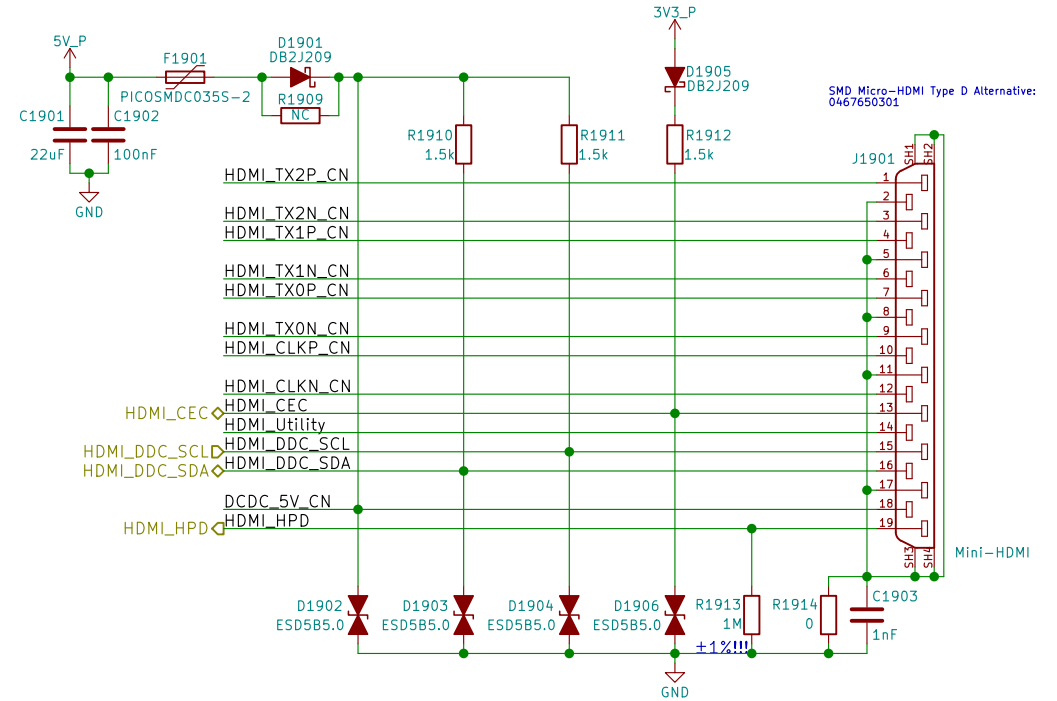 3V3_P
5V_P
D1901
DB2J209
F1901
PICOSMDC035S-2
R1909
NC
D1905
DB2J209
SMD Micro-HDMI Type D Alternative:
0467650301
C1901
22uF
C1902
100nF
GND
R1910
1.5k
R1911
1.5k
R1912
1.5k
J1901
SH1
SH2
HDMI_TX2P_CN
1
2
HDMI_TX2N_CN
3
HDMI_TX1P_CN
4
5
HDMI_TX1N_CN
6
HDMI_TX0P_CN
7
8
HDMI_TX0N_CN
9
HDMI_CLKP_CN
10
11
HDMI_CLKN_CN
12
HDMI_CEC
HDMI_CEC
13
HDMI_Utility
14
HDMI_DDC_SCL
HDMI_DDC_SCL
15
HDMI_DDC_SDA
HDMI_DDC_SDA
16
17
DCDC_5V_CN
18
HDMI_HPD
HDMI_HPD
19
SH3
SH4
Mini-HDMI
D1902
ESD5B5.0
D1903
ESD5B5.0
D1904
ESD5B5.0
D1906
ESD5B5.0
R1913
1M
±1%!!!
R1914
0
C1903
1nF
GND